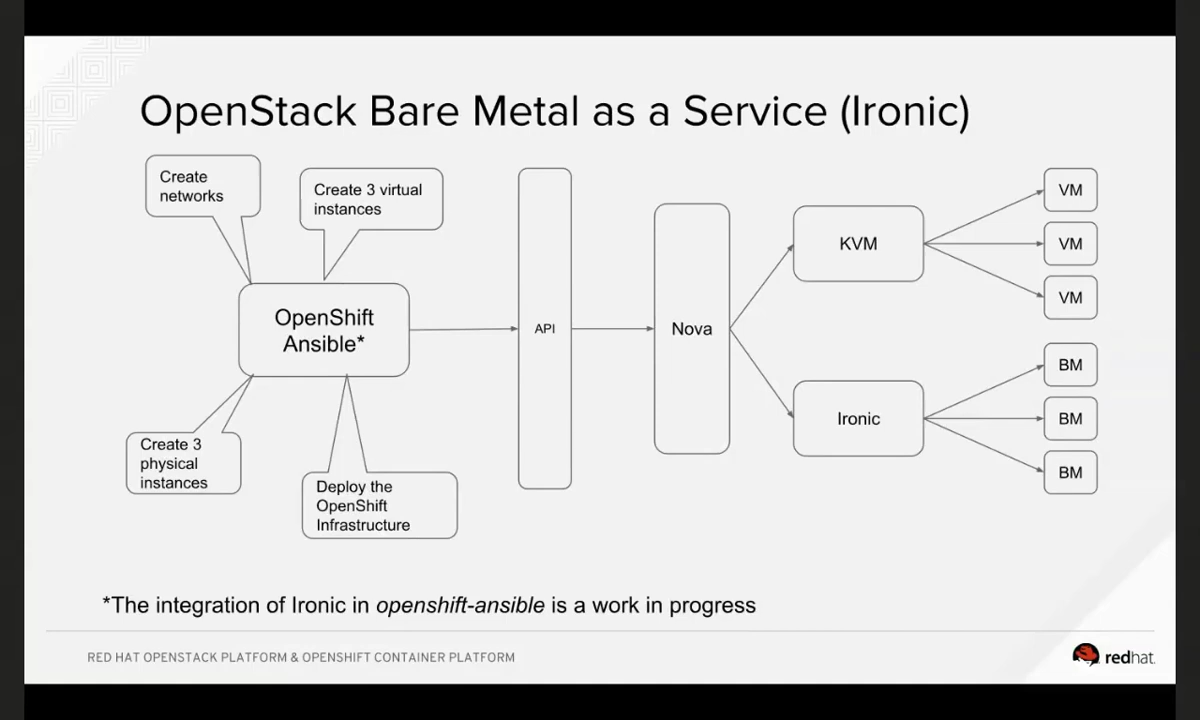 OpenStack Bare Metal as a Service (Ironic)
Create
networks
Create 3 virtual
instances
OpenShift
Ansible*
Create 3
physical
instances
Deploy the
OpenShift
Infrastructure
API
Nova
KVM
Ironic
VM
VM
VM
BM
BM
BM
*The integration of Ironic in openshift-ansible is a work in progress
RED HAT OPENSTACK PLATFORM & OPENSHIFT CONTAINER PLATFORM
redhat.